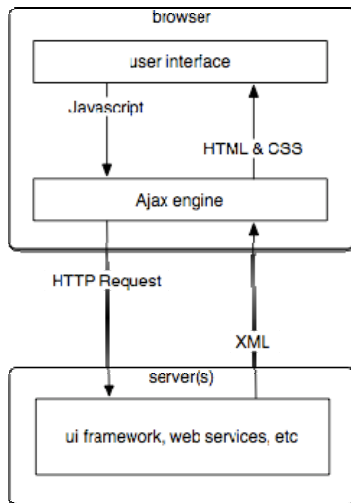 browser
user interface
Javascript
HTML & CSS
Ajax engine
HTTP Request
XML
server(s)
ui framework, web services, etc